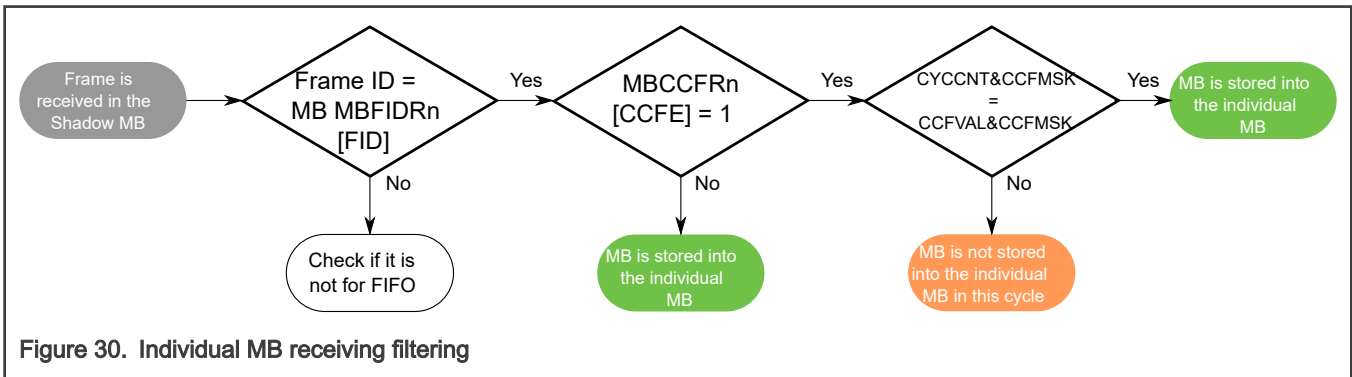 Frame is
received in the
Shadow MB
Frame ID =
MB MBFIDRn
[FID]
Yes
No
Check if it is
not for FIFO
MBCCFRn
[CCFE] = 1
Yes
No
MB is stored into
the individual
MB
CYCCNT&CCFMSK
=
CCFVAL&CCFMSK
Yes
No
MB is not stored
into the individual
MB in this cycle
MB is stored into
the individual
MB
Figure 30. Individual MB receiving filtering